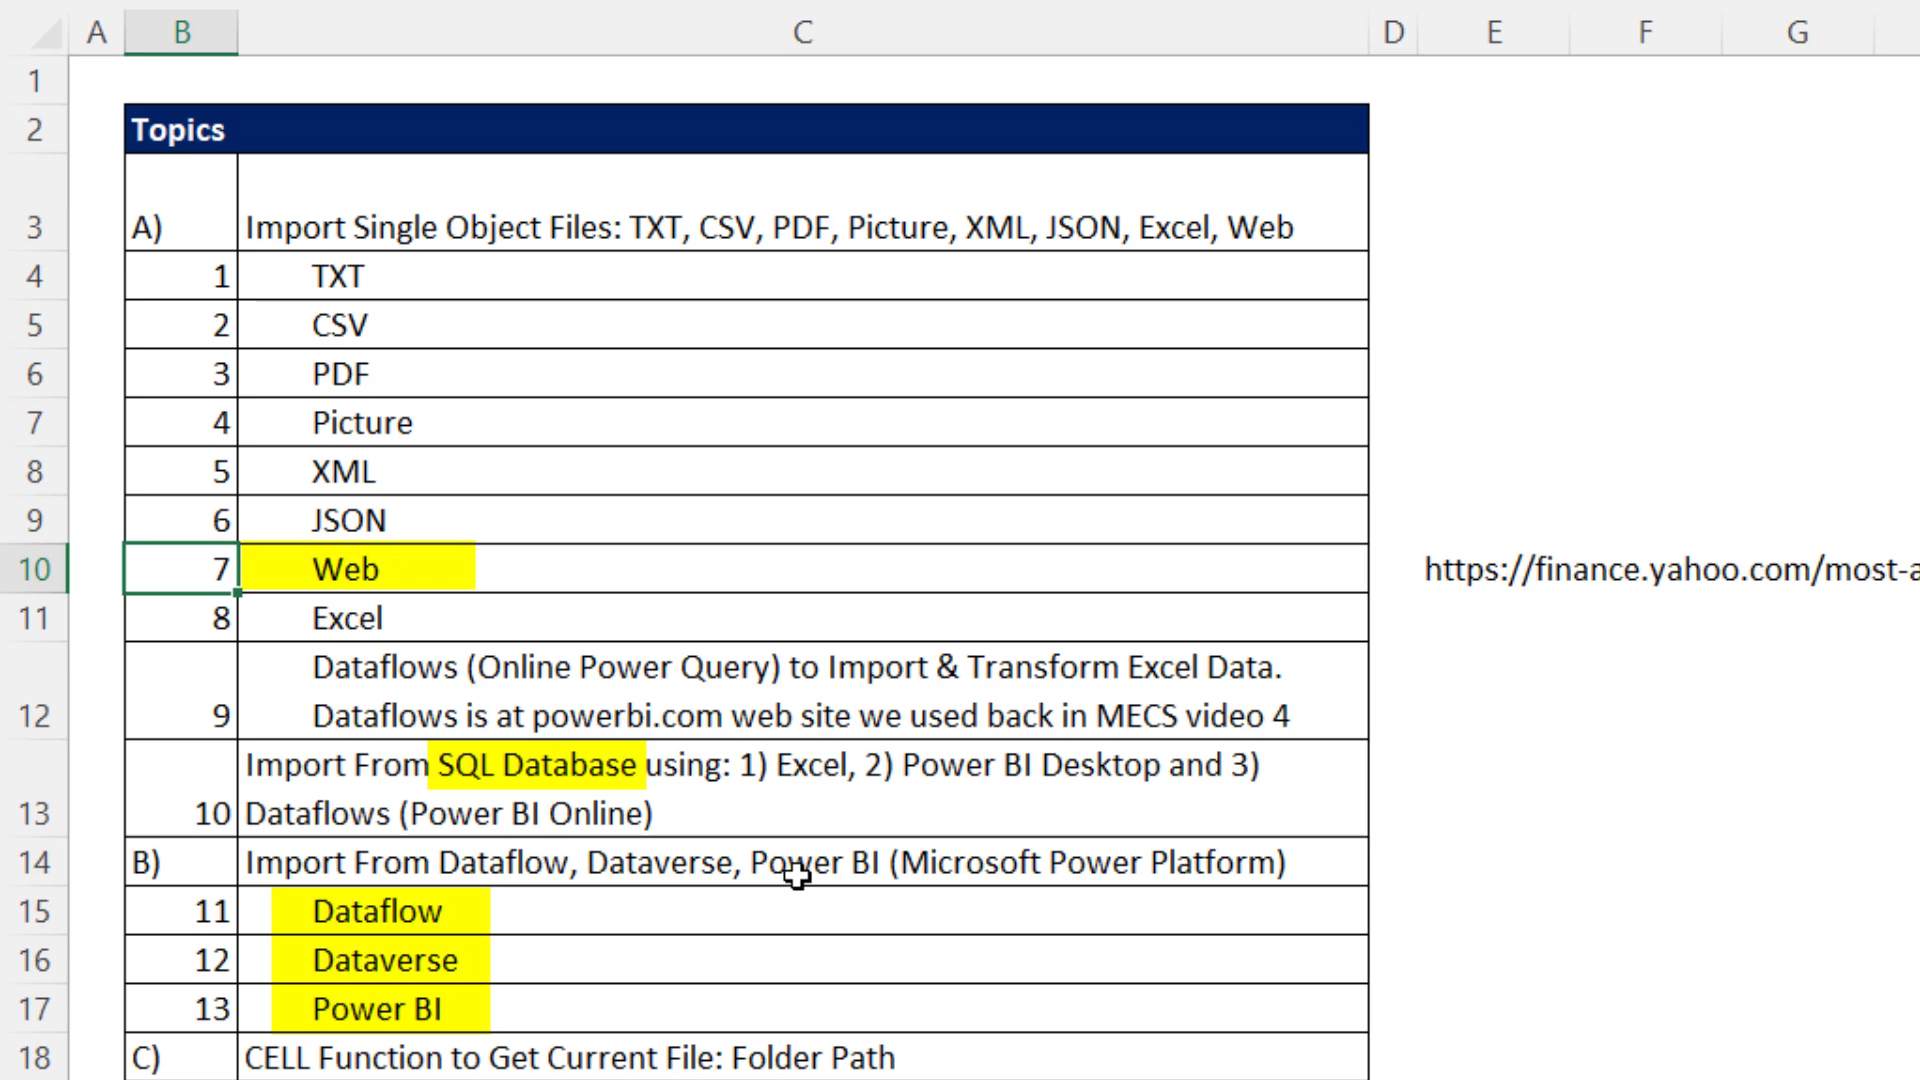 A B C D E F G
1
2 Topics
3 A) Import Single Object Files: TXT, CSV, PDF, Picture, XML, JSON, Excel, Web
4 1 TXT
5 2 CSV
6 3 PDF
7 4 Picture
8 5 XML
9 6 JSON
10 7 Web https://finance.yahoo.com/most-a
11 8 Excel
Dataflows (Online Power Query) to Import & Transform Excel Data.
12 9 Dataflows is at powerbi.com web site we used back in MECS video 4
Import From SQL Database using: 1) Excel, 2) Power BI Desktop and 3)
13 10 Dataflows (Power BI Online)
14 B) Import From Dataflow, Dataverse, Power BI (Microsoft Power Platform)
15 11 Dataflow
16 12 Dataverse
17 13 Power BI
18 C) CELL Function to Get Current File: Folder Path